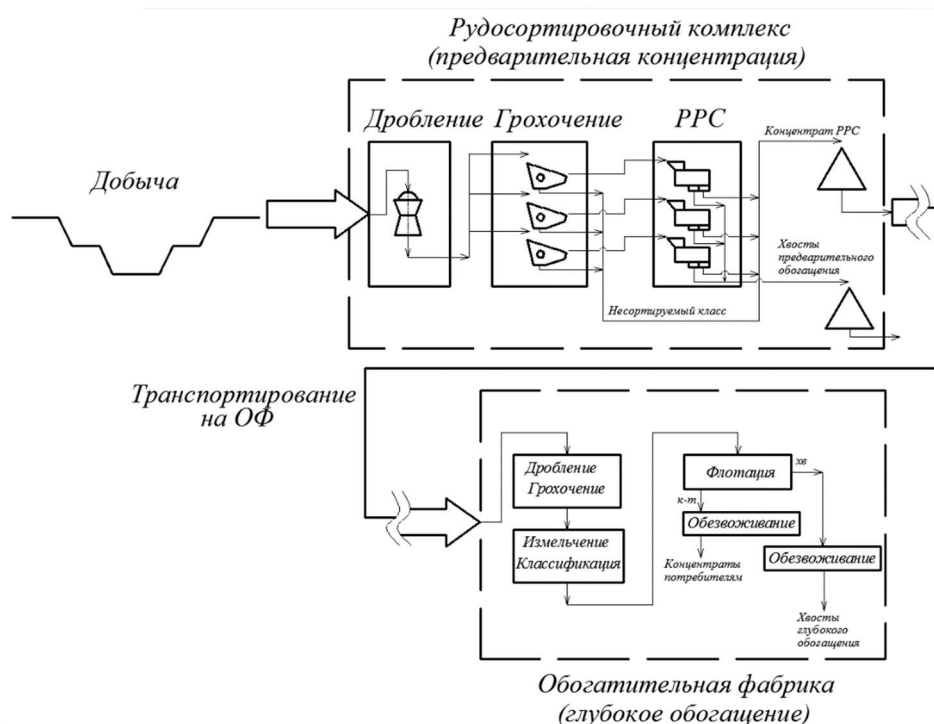 Рудосортировочный комплекс
(предварительная концентрация)
Дробление
Грохочение
РРС
Концентрат РРС
Добыча
Хвосты
предварительного
обогащения
Несортируемый класс
Транспортирование
на ОФ
Дробление
Грохочение
Флотация
хв
к-т
Измельчение
Классификация
Обезвоживание
Обезвоживание
Концентраты
потребителям
Хвосты
глубокого
обогащения
Обогатительная фабрика
(глубокое обогащение)